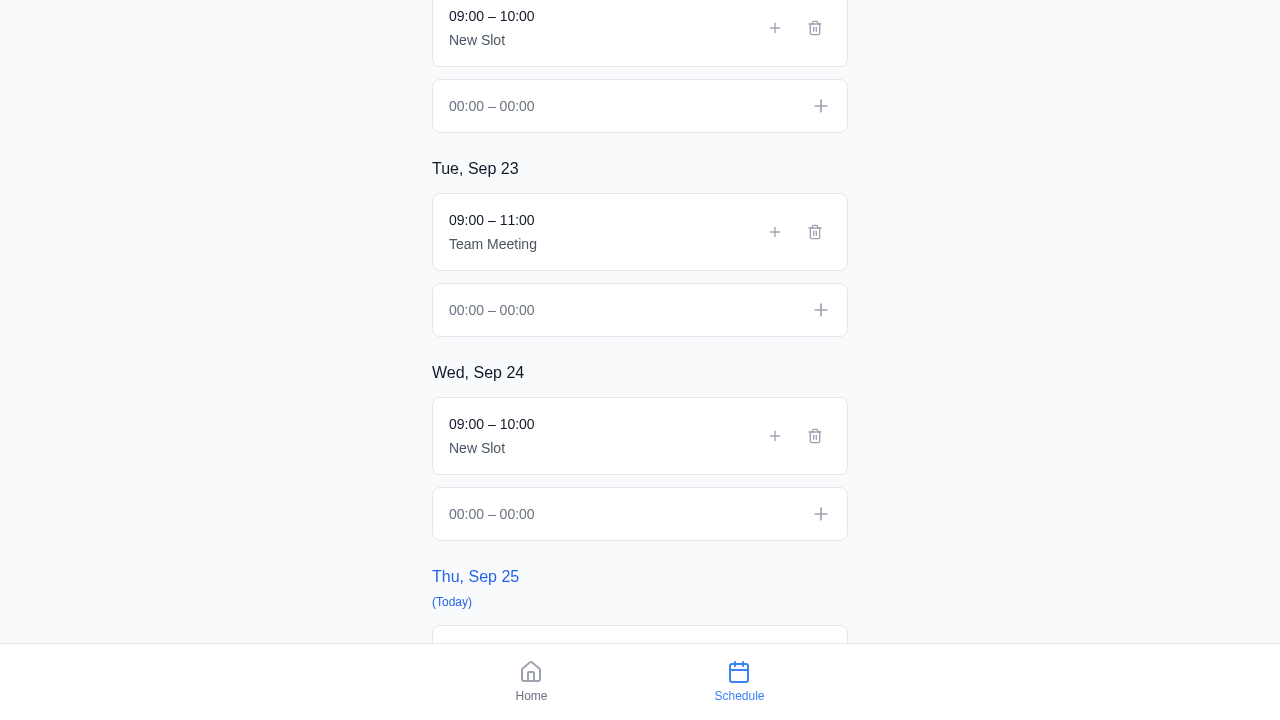 09:00 – 10:00
New Slot
00:00 – 00:00
Tue, Sep 23
09:00 – 11:00
Team Meeting
00:00 – 00:00
Wed, Sep 24
09:00 – 10:00
New Slot
00:00 – 00:00
Thu, Sep 25
(Today)
Home
Schedule